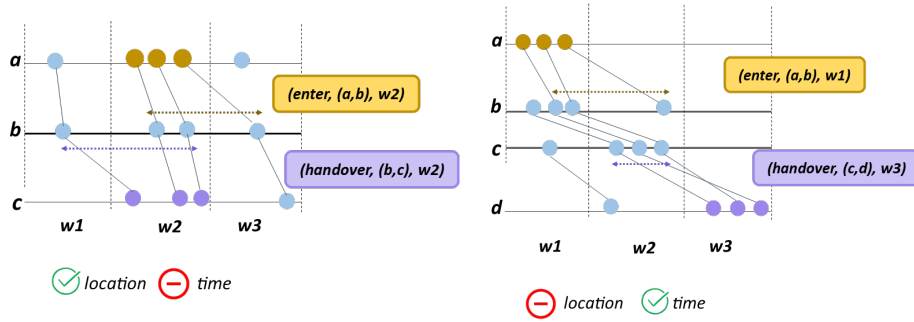 a
(enter, (a,b), w2)
b
(handover, (b,c), w2)
c
w1 w2 w3
location time
a
(enter, (a,b), w1)
b
c
(handover, (c,d), w3)
d
w1 w2 w3
location time